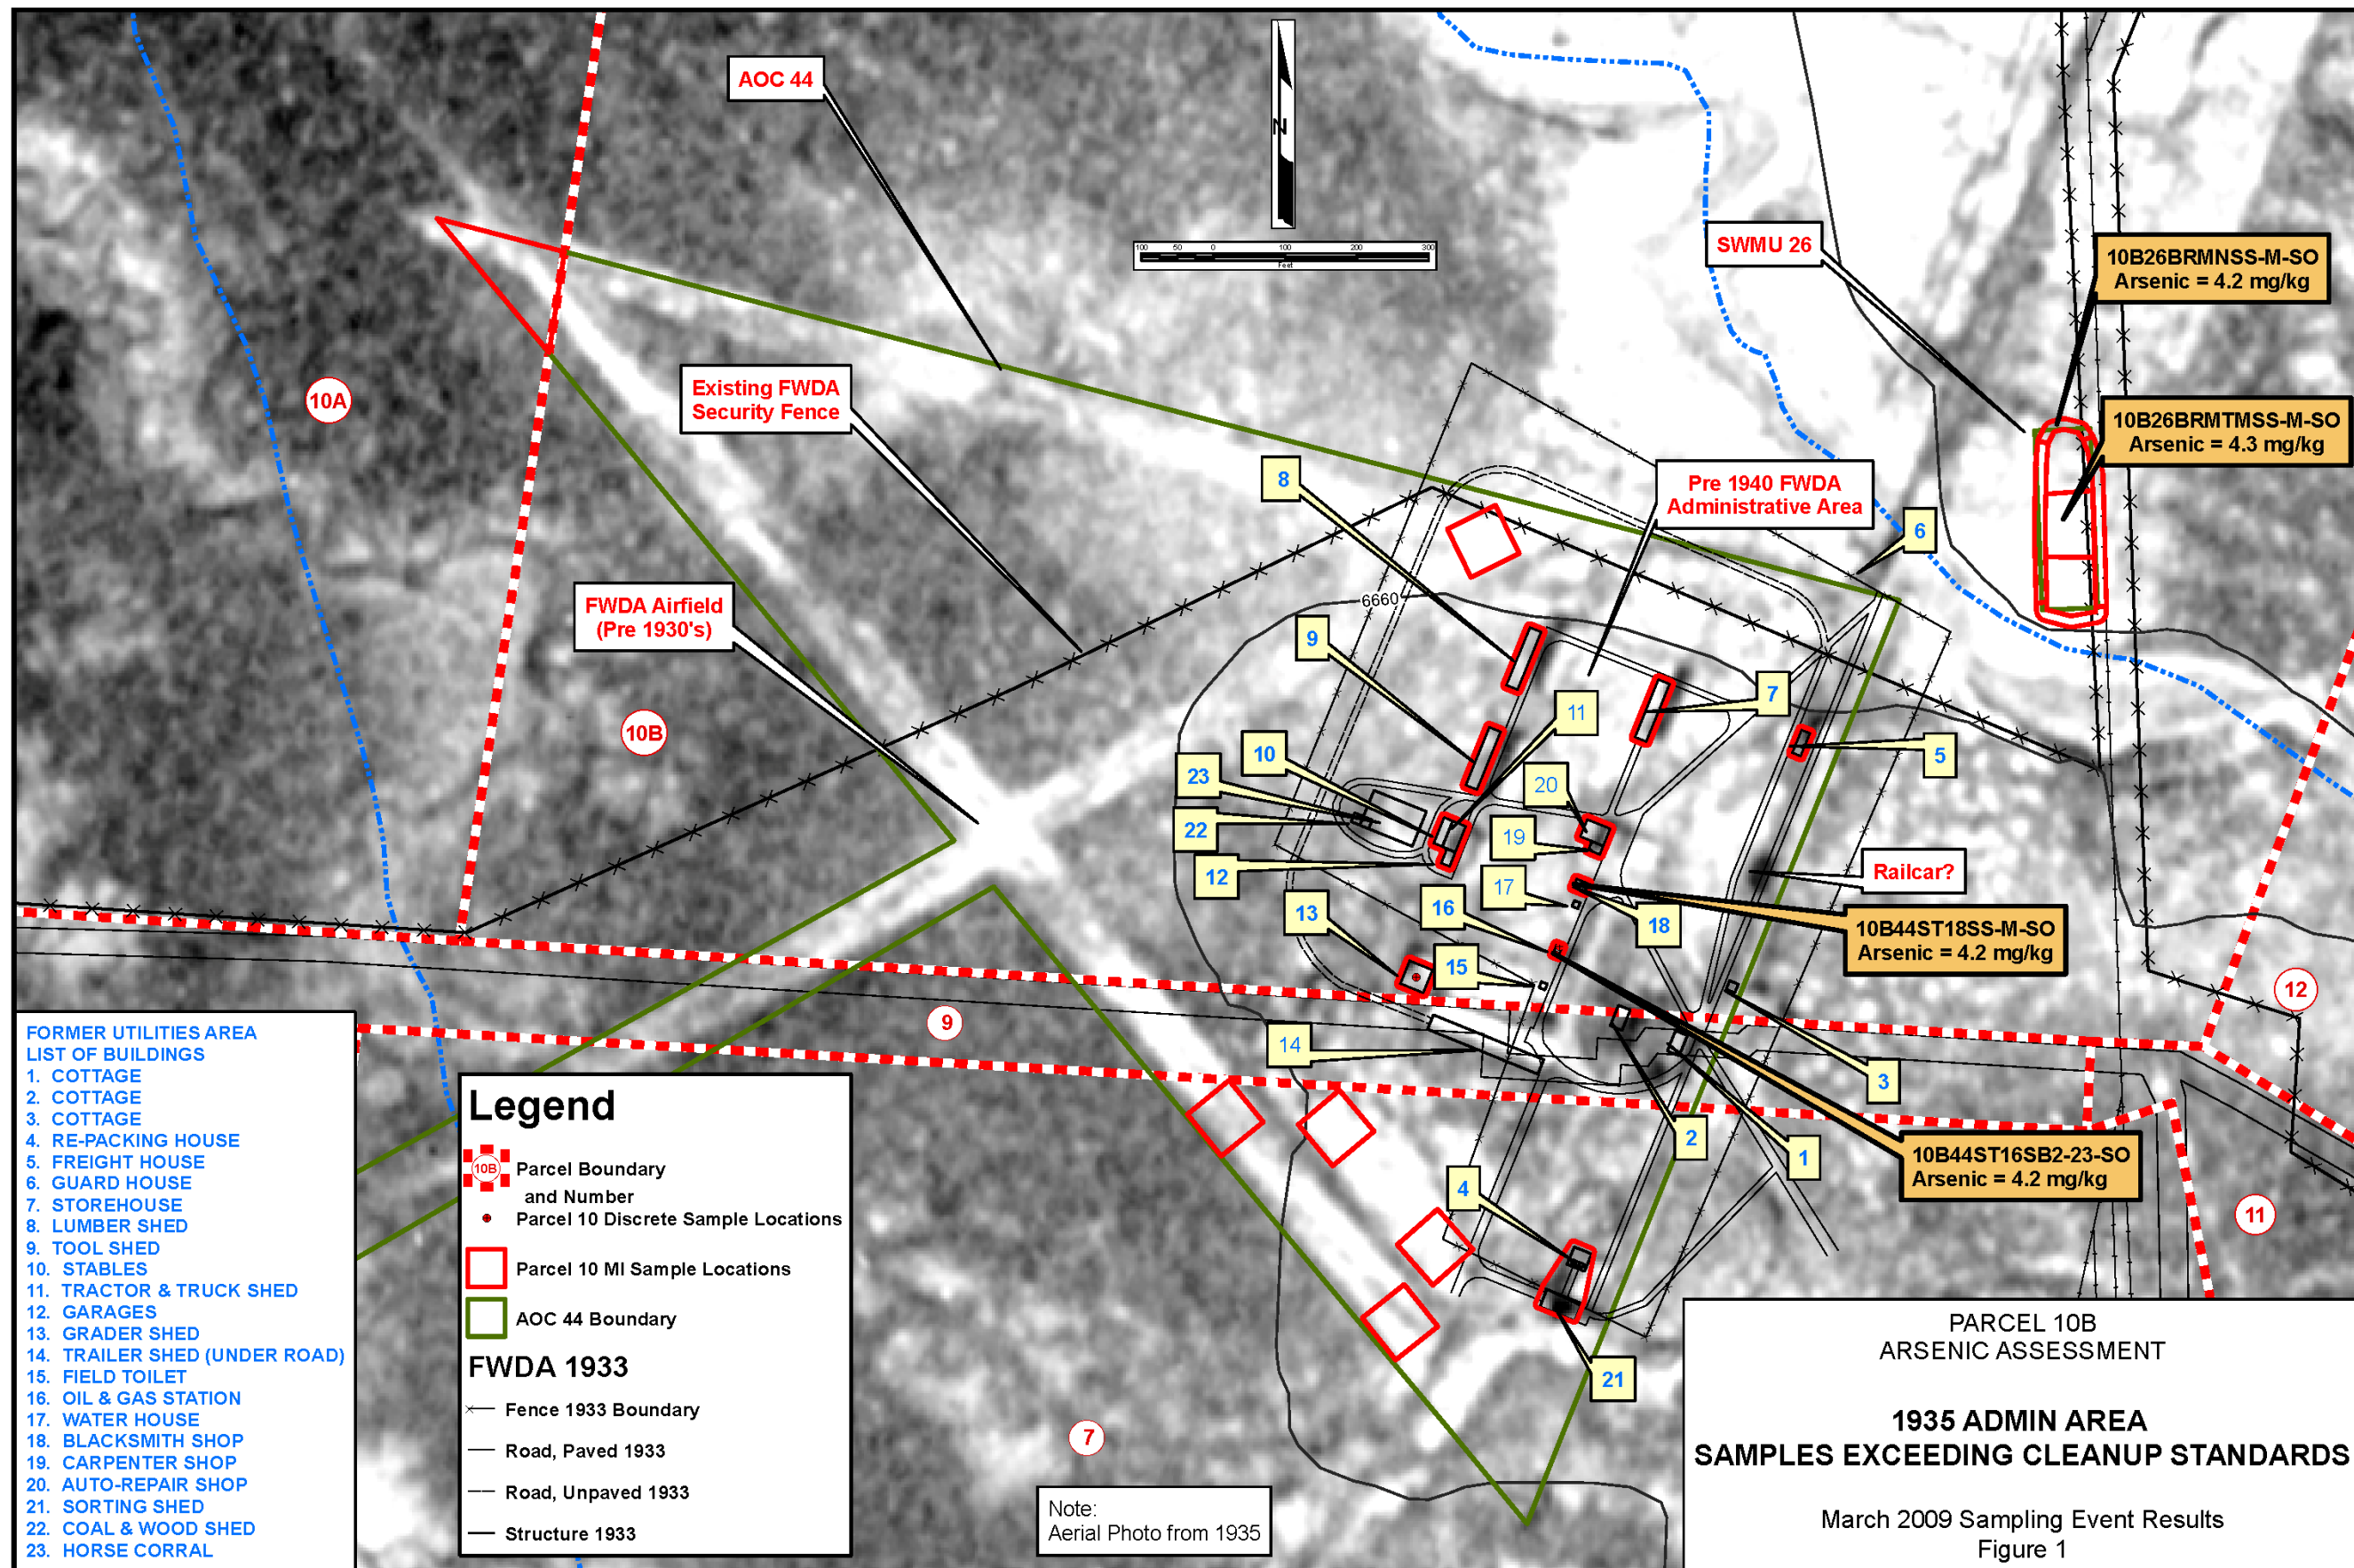 AOC 44
N
100 50 0 100 200 300
Feet
SWMU 26
10B26BRMNSS-M-SO
Arsenic = 4.2 mg/kg
10B26BRMTMSS-M-SO
Arsenic = 4.3 mg/kg
10A
Existing FWDA
Security Fence
Pre 1940 FWDA
Administrative Area
8
6
6660
FWDA Airfield
(Pre 1930's)
9
7
11
10B
10
5
23
20
22
19
12
Railcar?
17
16
13
18
10B44ST18SS-M-SO
Arsenic = 4.2 mg/kg
15
12
9
14
3
2
1
10B44ST16SB2-23-SO
Arsenic = 4.2 mg/kg
4
11
21
7
FORMER UTILITIES AREA
LIST OF BUILDINGS
1. COTTAGE
2. COTTAGE
3. COTTAGE
4. RE-PACKING HOUSE
5. FREIGHT HOUSE
6. GUARD HOUSE
7. STOREHOUSE
8. LUMBER SHED
9. TOOL SHED
10. STABLES
11. TRACTOR & TRUCK SHED
12. GARAGES
13. GRADER SHED
14. TRAILER SHED (UNDER ROAD)
15. FIELD TOILET
16. OIL & GAS STATION
17. WATER HOUSE
18. BLACKSMITH SHOP
19. CARPENTER SHOP
20. AUTO-REPAIR SHOP
21. SORTING SHED
22. COAL & WOOD SHED
23. HORSE CORRAL
Legend
10B
Parcel Boundary
and Number
Parcel 10 Discrete Sample Locations
Parcel 10 MI Sample Locations
AOC 44 Boundary
FWDA 1933
Fence 1933 Boundary
Road, Paved 1933
Road, Unpaved 1933
Structure 1933
Note:
Aerial Photo from 1935
PARCEL 10B
ARSENIC ASSESSMENT
1935 ADMIN AREA
SAMPLES EXCEEDING CLEANUP STANDARDS
March 2009 Sampling Event Results
Figure 1